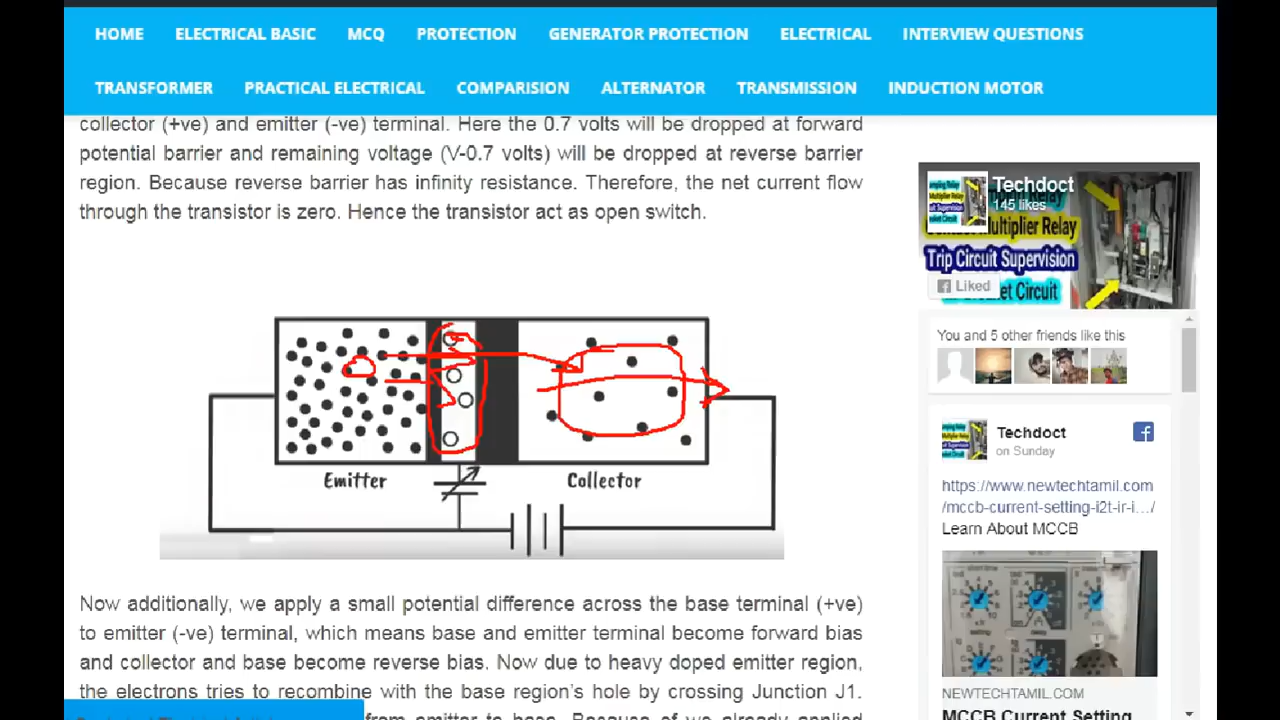 HOME ELECTRICAL BASIC MCQ PROTECTION GENERATOR PROTECTION ELECTRICAL INTERVIEW QUESTIONS
TRANSFORMER PRACTICAL ELECTRICAL COMPARISION ALTERNATOR TRANSMISSION INDUCTION MOTOR
collector (+ve) and emitter (-ve) terminal. Here the 0.7 volts will be dropped at forward
potential barrier and remaining voltage (V-0.7 volts) will be dropped at reverse barrier
region. Because reverse barrier has infinity resistance. Therefore, the net current flow
through the transistor is zero. Hence the transistor act as open switch.
Emitter
Collector
Now additionally, we apply a small potential difference across the base terminal (+ve)
to emitter (-ve) terminal, which means base and emitter terminal become forward bias
and collector and base become reverse bias. Now due to heavy doped emitter region,
the electrons tries to recombine with the base region's hole by crossing Junction J1.
from emitter to base. Because of we already applied
Techdoct
145 likes
Multiplier Relay
Trip Circuit Supervision
Circuit
Liked
You and 5 other friends like this
Techdoct
on Sunday
https://www.newtechtamil.com
/mccb-current-setting-i2t-ir-i.../
Learn About MCCB
NEWTECHTAMIL.COM
MCCB Current Setting